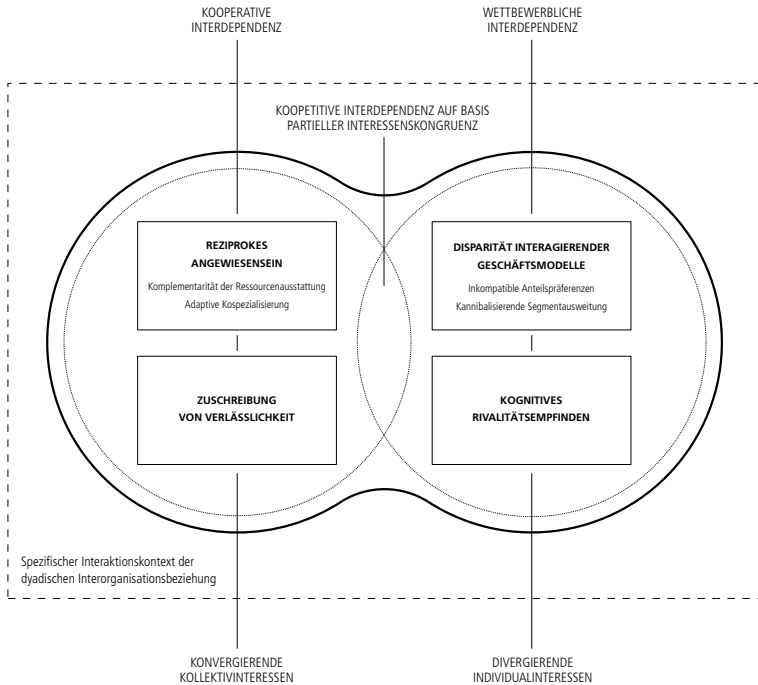 KOOPERATIVE
INTERDEPENDENZ
WETTBEWERBLICHE
INTERDEPENDENZ
KOOPETITIVE INTERDEPENDENZ AUF BASIS
PARTIELLER INTERESSENSKONGRUENZ
REZIPROKES
ANGEWIESENSEIN
Komplementarität der Ressourcenausstattung
Adaptive Kospezialisierung
DISPARITÄT INTERAGIERENDER
GESCHÄFTSMODELLE
Inkompatible Anteilspräferenzen
Kannibalisierende Segmentausweitung
ZUSCHREIBUNG
VON VERLÄSSLICHKEIT
KOGNITIVES
RIVALITÄTSEMPFINDEN
Spezifischer Interaktionskontext der
dyadischen Interorganisationsbeziehung
KONVERGIERENDE
KOLLEKTIVINTERESSEN
DIVERGIERENDE
INDIVIDUALINTERESSEN